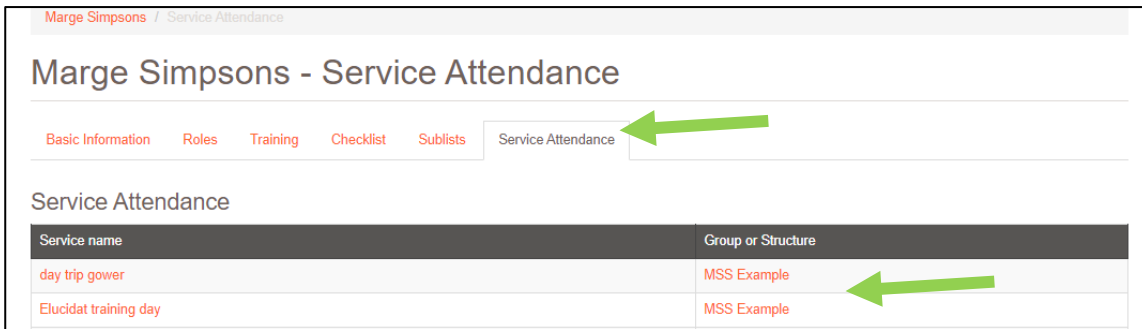 Marge Simpsons / Service Attendance
Marge Simpsons - Service Attendance
Basic Information Roles Training Checklist Sublists Service Attendance
Service Attendance
Service name Group or Structure
day trip gower MSS Example
Elucidat training day MSS Example